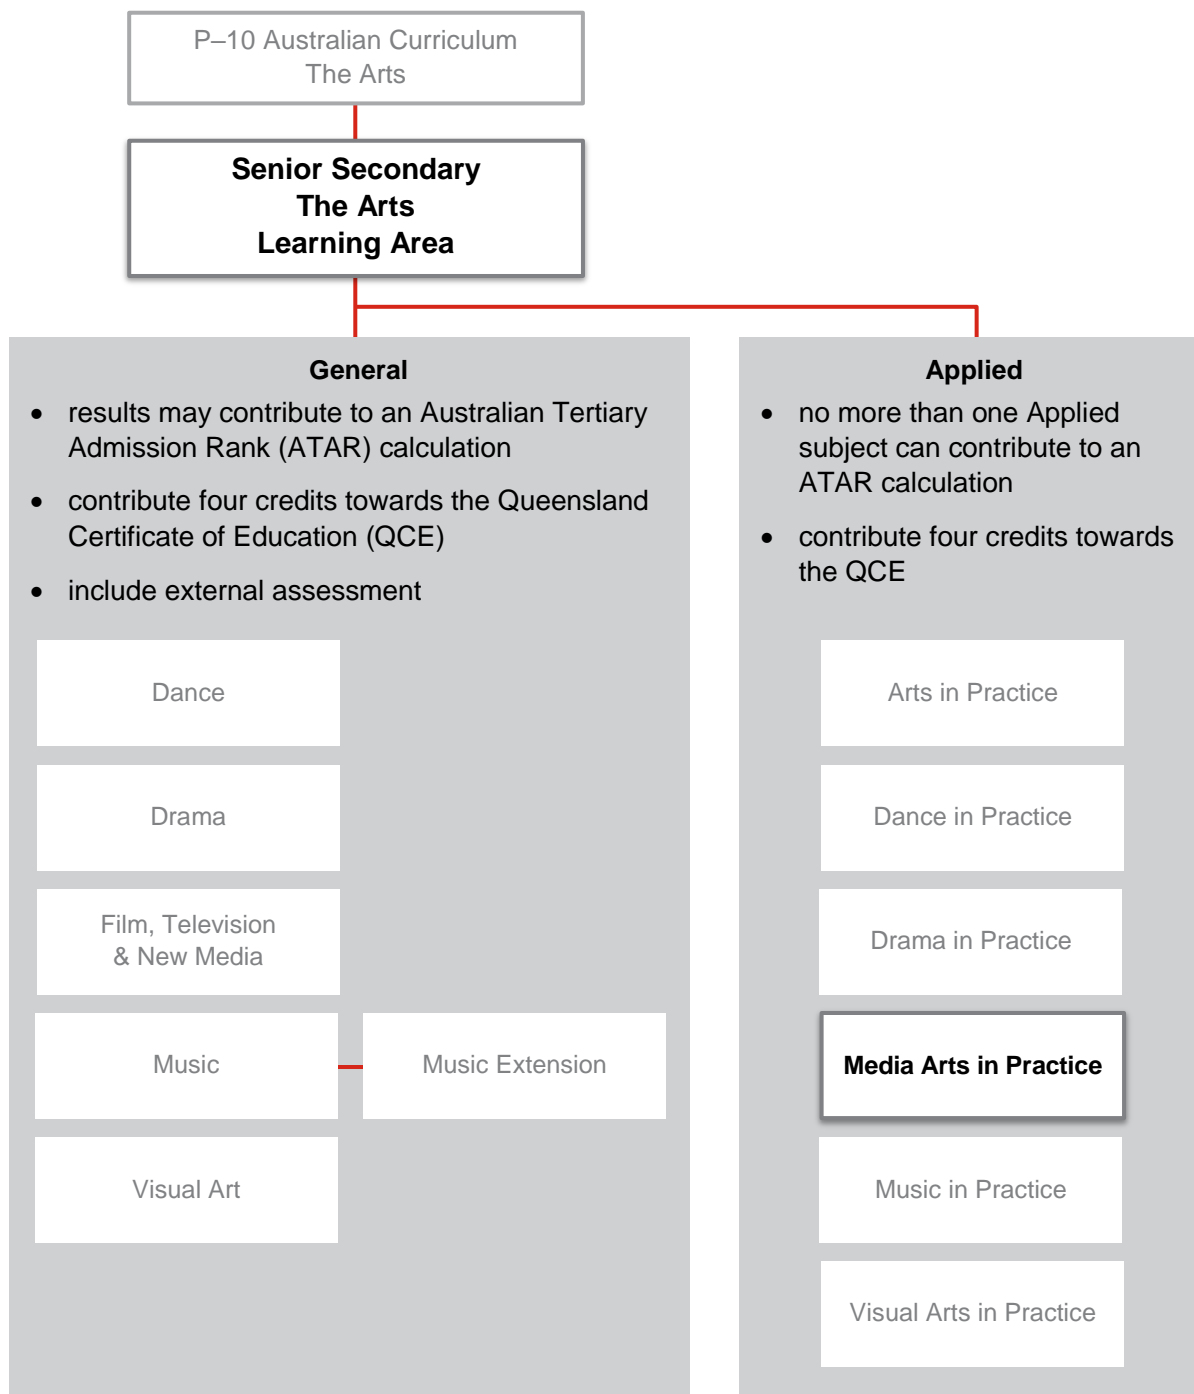 P–10 Australian Curriculum
The Arts
Senior Secondary
The Arts
Learning Area
General
• results may contribute to an Australian Tertiary
Admission Rank (ATAR) calculation
• contribute four credits towards the Queensland
Certificate of Education (QCE)
• include external assessment
Dance
Drama
Film, Television
& New Media
Music
Music Extension
Visual Art
Applied
• no more than one Applied
subject can contribute to an
ATAR calculation
• contribute four credits towards
the QCE
Arts in Practice
Dance in Practice
Drama in Practice
Media Arts in Practice
Music in Practice
Visual Arts in Practice